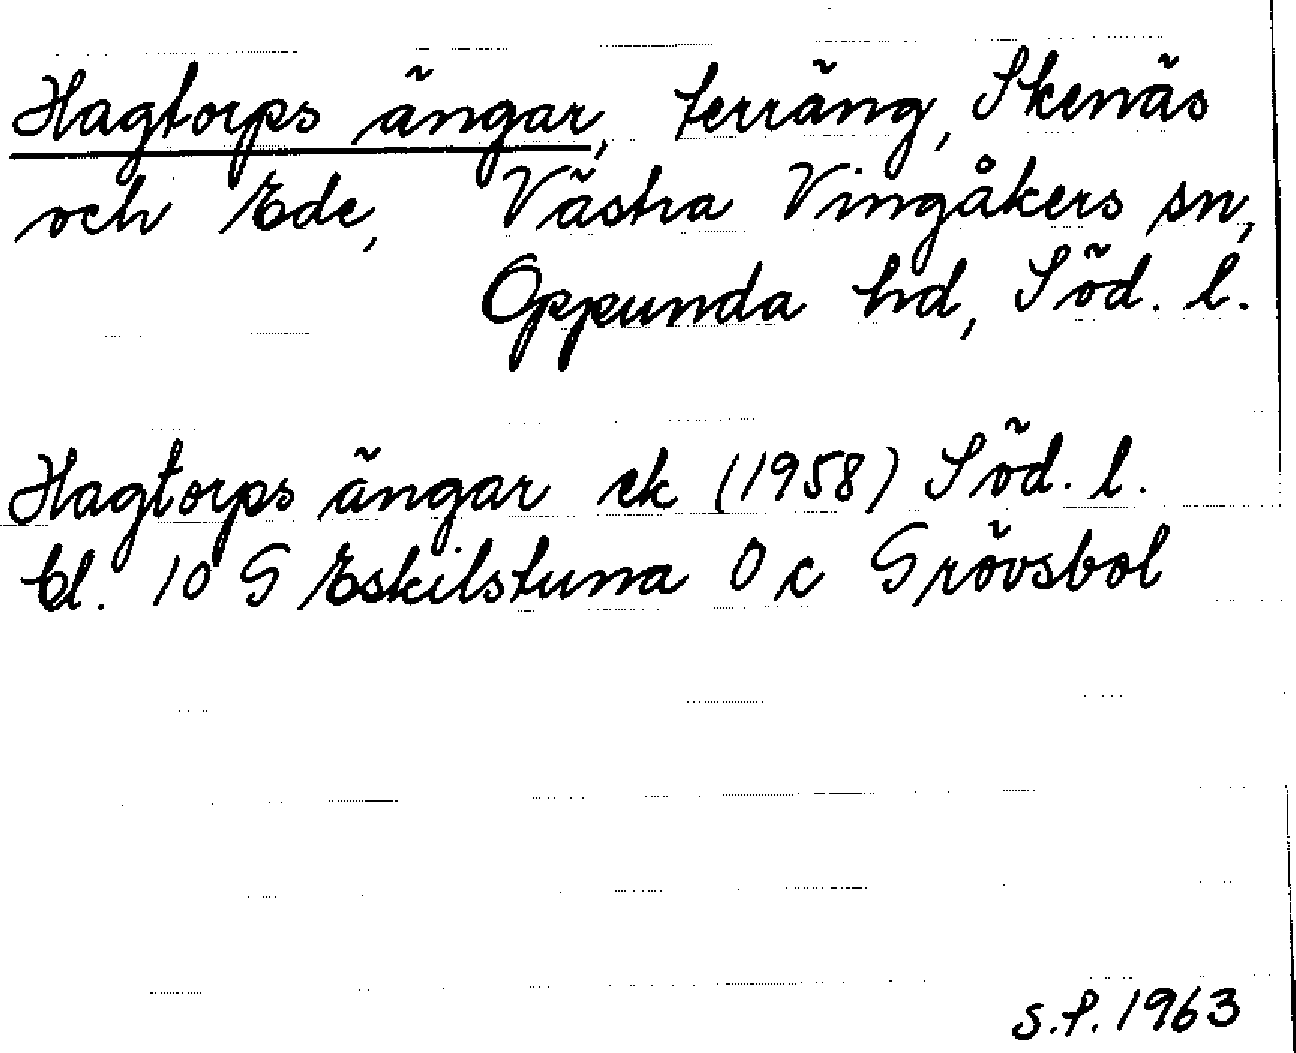 Hagtorps ängar, terräng, Skenäs
och Ede, Västra Vingåkers sn,
Oppunda hd, Söd. l.
Hagtorps ängar ek (1958) Söd. l.
bl. 10 G Eskilstuna 0 c Grövsbol
S.P. 1963